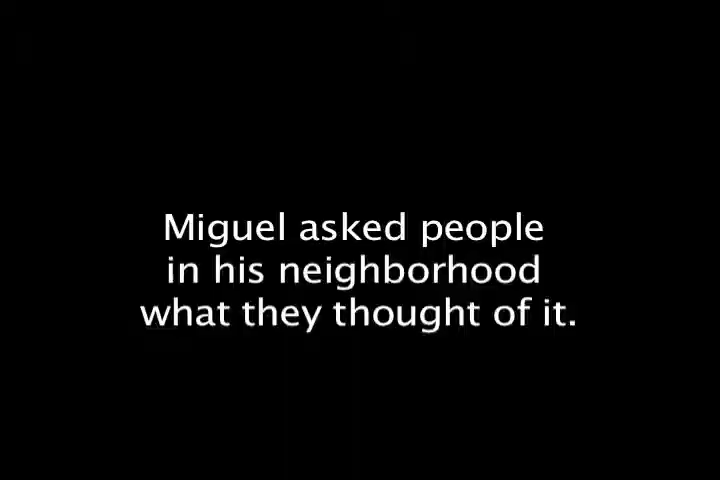 Miguel asked people
in his neighborhood
what they thought of it.